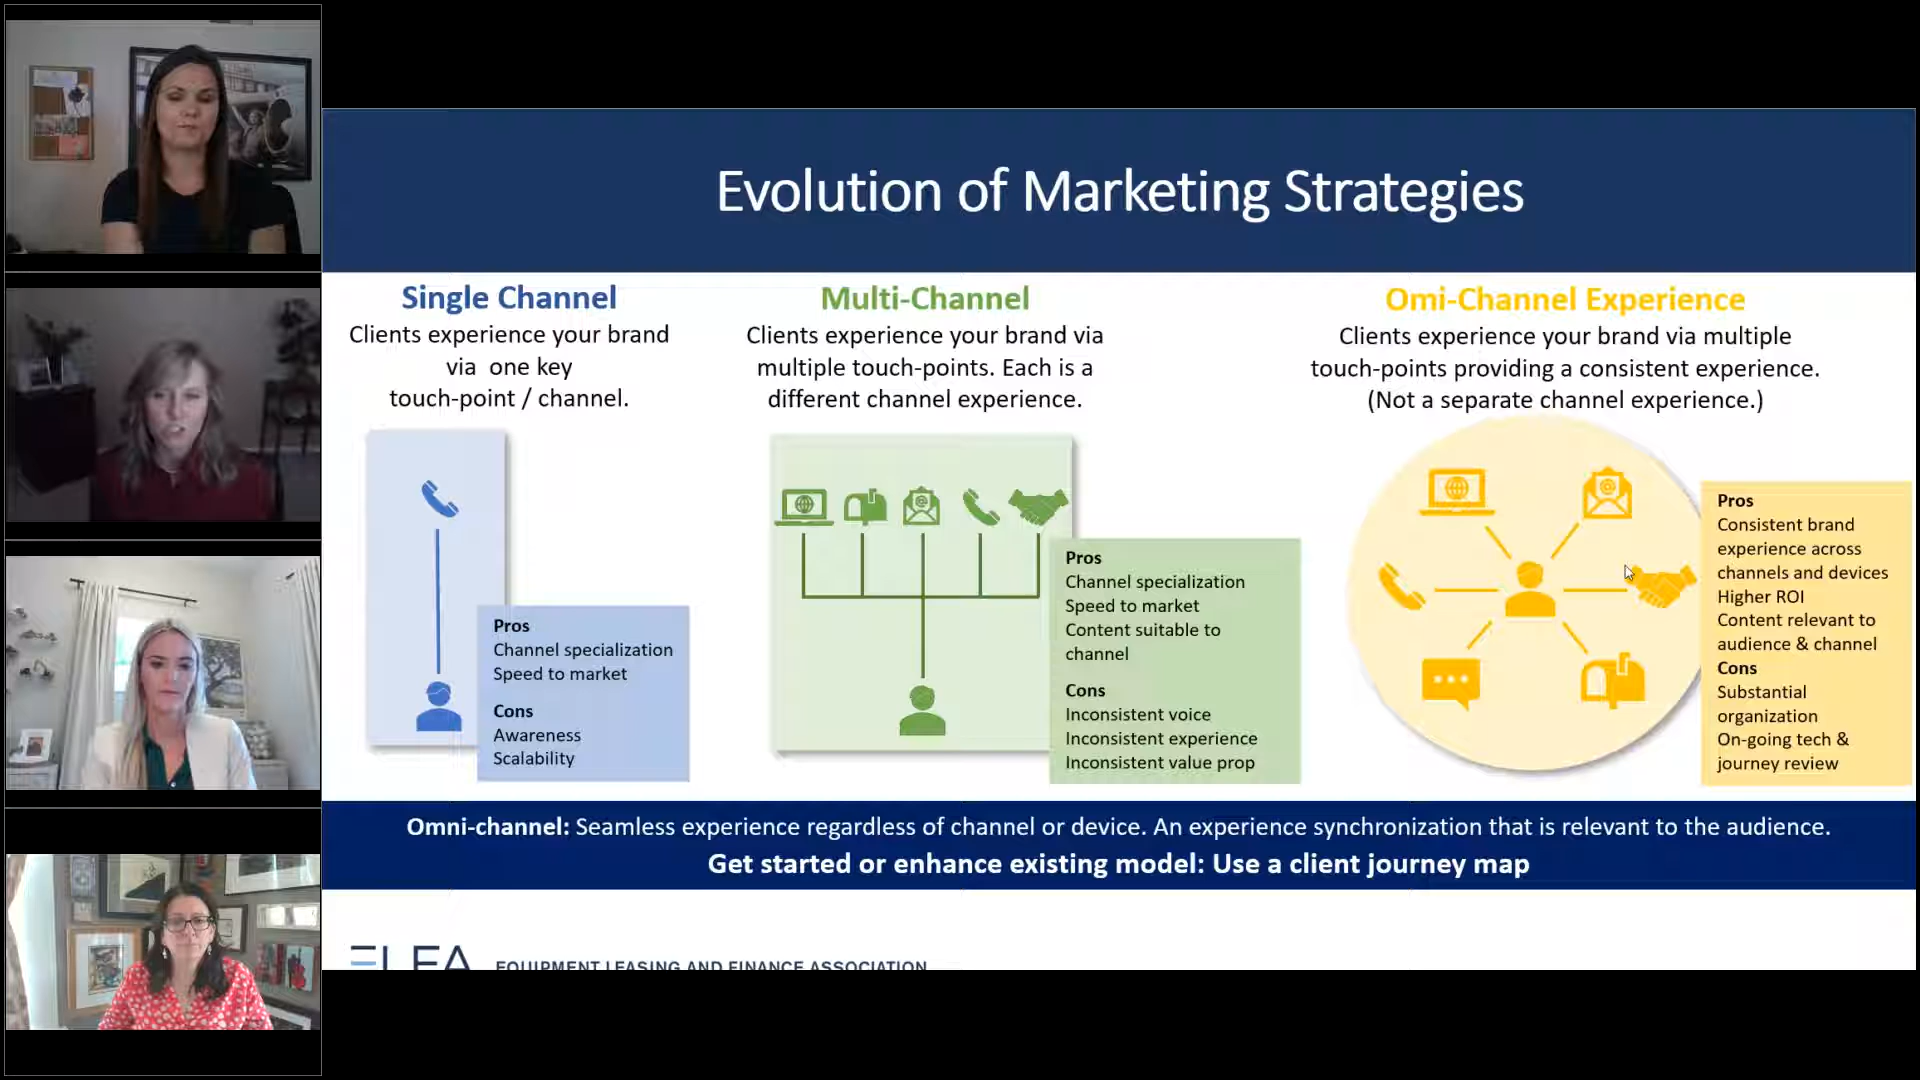 Evolution of Marketing Strategies
Single Channel
Clients experience your brand
via one key
touch-point / channel.
Pros
Channel specialization
Speed to market
Cons
Awareness
Scalability
Multi-Channel
Clients experience your brand via
multiple touch-points. Each is a
different channel experience.
Pros
Channel specialization
Speed to market
Content suitable to
channel
Cons
Inconsistent voice
Inconsistent experience
Inconsistent value prop
Omi-Channel Experience
Clients experience your brand via multiple
touch-points providing a consistent experience.
(Not a separate channel experience.)
Pros
Consistent brand
experience across
channels and devices
Higher ROI
Content relevant to
audience & channel
Cons
Substantial
organization
On-going tech &
journey review
Omni-channel: Seamless experience regardless of channel or device. An experience synchronization that is relevant to the audience.
Get started or enhance existing model: Use a client journey map
ELFA EQUIPMENT LEASING AND FINANCE ASSOCIATION